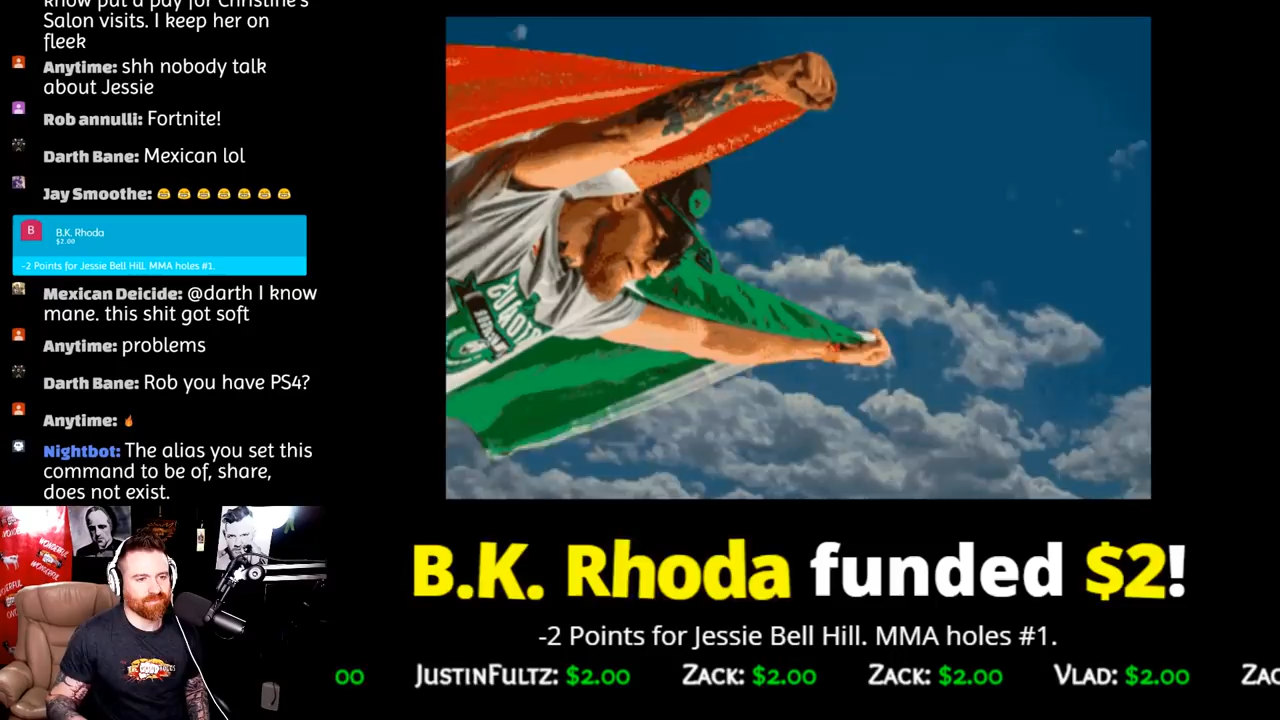 know put a pay for Christine's
Salon visits. I keep her on
fleek
Anytime: shh nobody talk
about Jessie
Rob annulli: Fortnite!
Darth Bane: Mexican lol
Jay Smoothe: 😂😂😂😂😂😂😂
B
B.K. Rhoda
$2.00
-2 Points for Jessie Bell Hill. MMA holes #1.
Mexican Deicide: @darth I know
mane. this shit got soft
Anytime: problems
Darth Bane: Rob you have PS4?
Anytime: 🔥
Nightbot: The alias you set this
command to be of, share,
does not exist.
B.K. Rhoda funded $2!
-2 Points for Jessie Bell Hill. MMA holes #1.
00 JustinFultz: $2.00 Zack: $2.00 Zack: $2.00 Vlad: $2.00 Zac